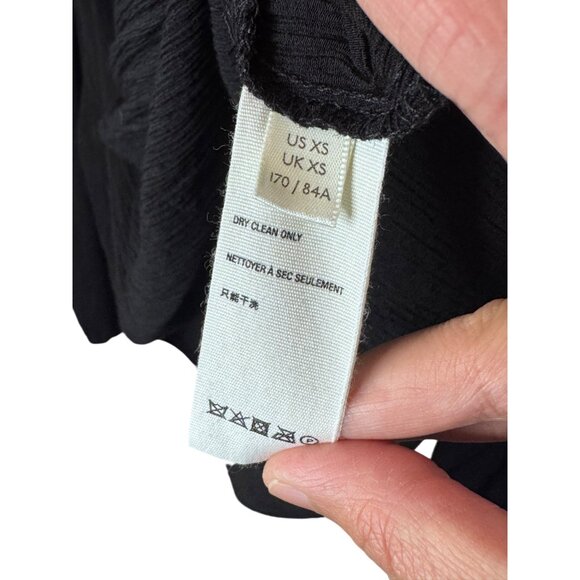 US XS
UK XS
170 / 84A
DRY CLEAN ONLY
NETTOYER À SEC SEULEMENT
只能干洗
P